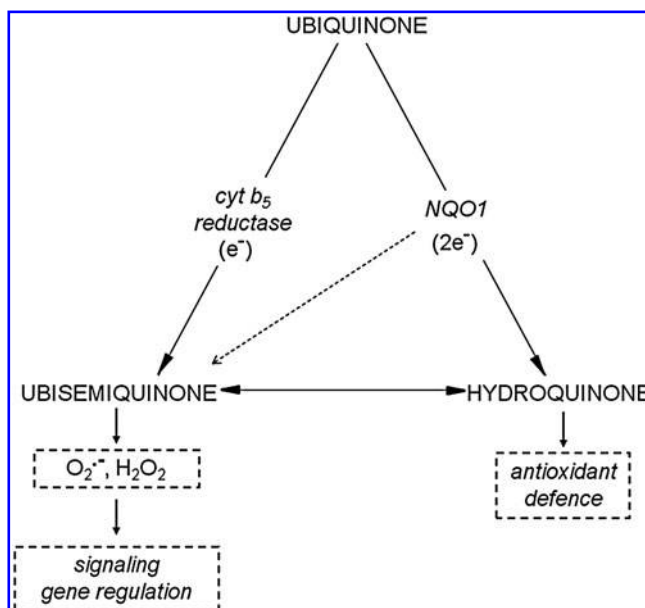 UBIQUINONE
cyt b₅
reductase
(e⁻)
NQO1
(2e⁻)
UBISEMIQUINONE
HYDROQUINONE
O₂·⁻, H₂O₂
antioxidant
defence
signaling
gene regulation